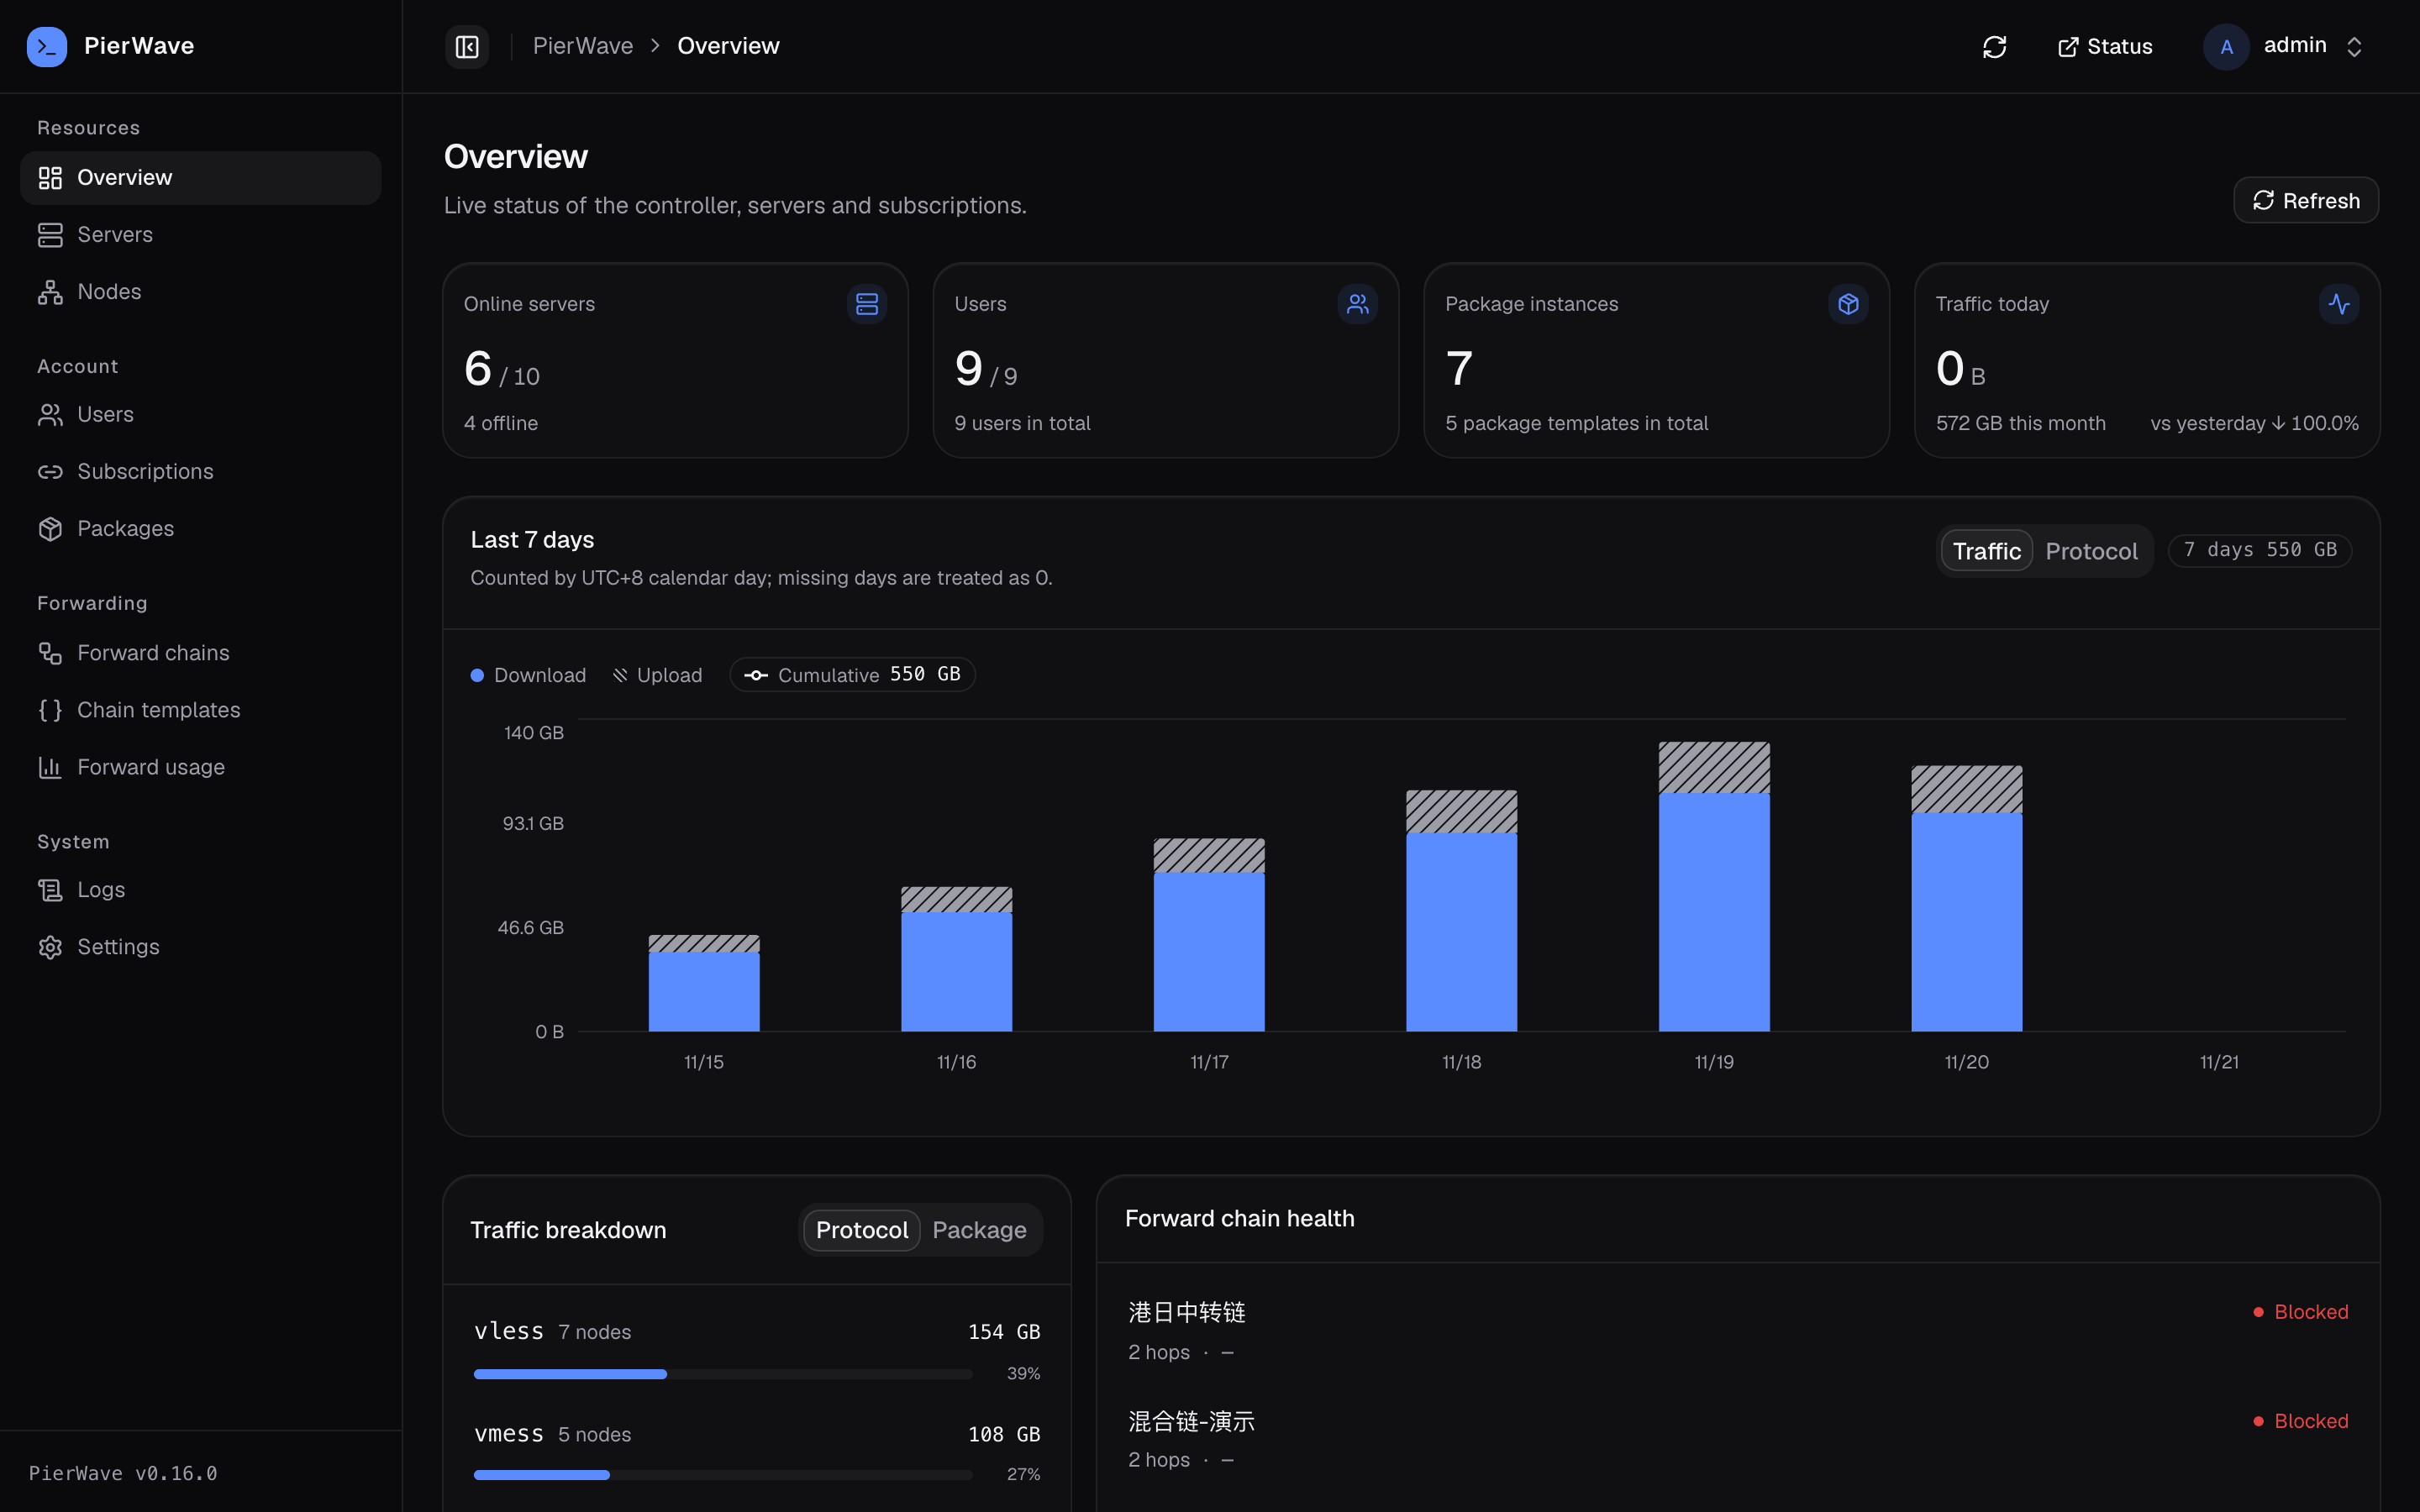 PierWave
PierWave > Overview
Status
A
admin
Resources
Overview
Servers
Nodes
Account
Users
Subscriptions
Packages
Forwarding
Forward chains
Chain templates
Forward usage
System
Logs
Settings
PierWave v0.16.0
Overview
Live status of the controller, servers and subscriptions.
Refresh
Online servers
6 / 10
4 offline
Users
9 / 9
9 users in total
Package instances
7
5 package templates in total
Traffic today
0 B
572 GB this month vs yesterday ↓ 100.0%
Last 7 days
Counted by UTC+8 calendar day; missing days are treated as 0.
Traffic Protocol 7 days 550 GB
Download Upload Cumulative 550 GB
140 GB
93.1 GB
46.6 GB
0 B
11/15 11/16 11/17 11/18 11/19 11/20 11/21
Traffic breakdown
Protocol Package
vless 7 nodes 154 GB
39%
vmess 5 nodes 108 GB
27%
Forward chain health
港日中转链 Blocked
2 hops · –
混合链-演示 Blocked
2 hops · –